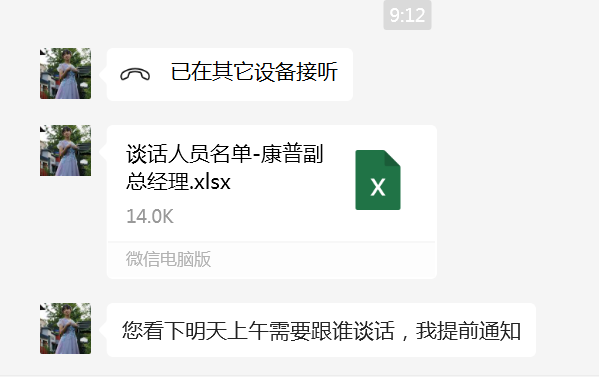 9:12
已在其它设备接听
谈话人员名单-康普副
总经理.xlsx
X
14.0K
微信电脑版
您看下明天上午需要跟谁谈话，我提前通知